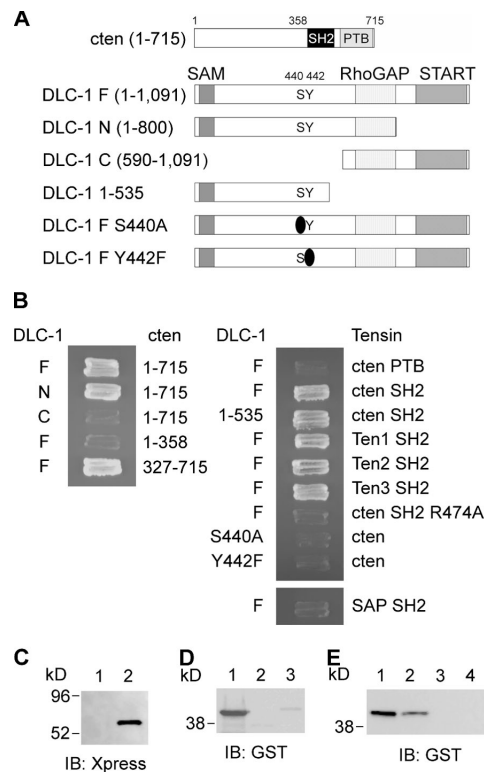 A
1 358 715
cten (1-715) SH2 PTB
SAM 440 442 RhoGAP START
DLC-1 F (1-1,091) SY
DLC-1 N (1-800) SY
DLC-1 C (590-1,091)
DLC-1 1-535 SY
DLC-1 F S440A Y
DLC-1 F Y442F S
B
DLC-1 cten
F 1-715
N 1-715
C 1-715
F 1-358
F 327-715
DLC-1 Tensin
F cten PTB
F cten SH2
1-535 cten SH2
F Ten1 SH2
F Ten2 SH2
F Ten3 SH2
F cten SH2 R474A
S440A cten
Y442F cten
F SAP SH2
C
kD 1 2
96
52
IB: Xpress
D
kD 1 2 3
38
IB: GST
E
kD 1 2 3 4
38
IB: GST